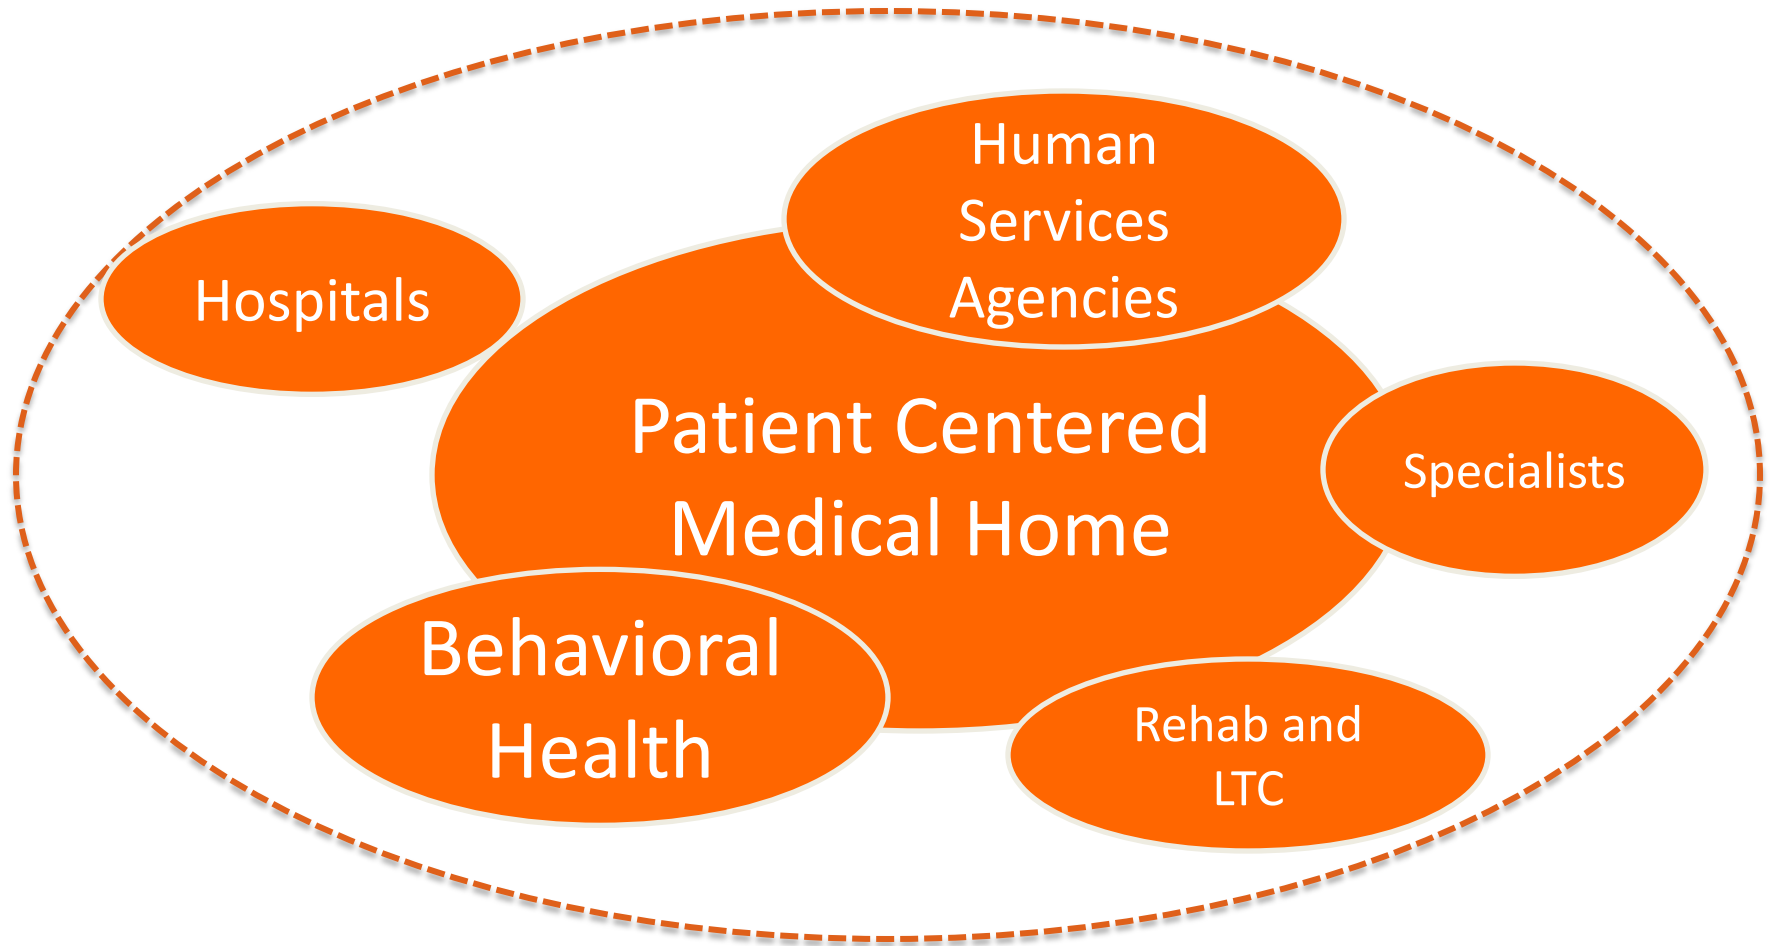 Human
Services
Agencies
Hospitals
Patient Centered
Medical Home
Specialists
Behavioral
Health
Rehab and
LTC